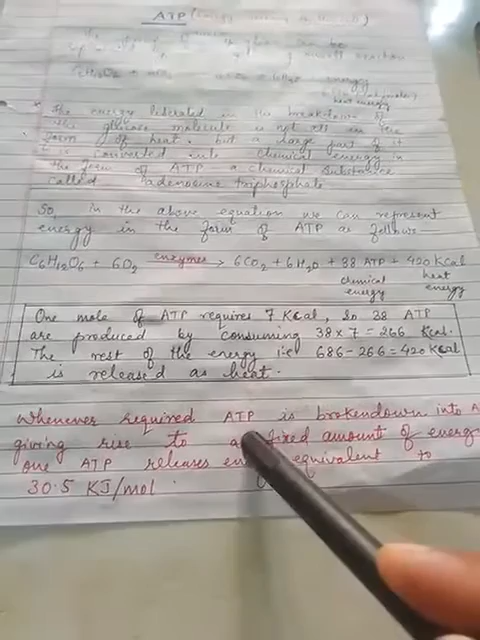 ATP
the
be
reaction
energy
heat energy
* The energy liberated in the breakdown of
the glucose molecule is not all in the
form of heat. but a large part of it
is converted into chemical energy in
the form of ATP a chemical substance
called adenosine triphosphate
So, in the above equation we can represent
energy in the form of ATP as follows
C6H12O6 + 6O2 enzymes → 6CO2 + 6H2O + 38 ATP + 420 Kcal
chemical energy heat energy
One mole of ATP requires 7 Kcal, so 38 ATP
are produced by consuming 38 x 7 = 266 Kcal.
The rest of the energy i.e 686-266=420 Kcal
is released as heat.
Whenever required ATP is brokendown into A
giving rise to a fixed amount of energ
one ATP releases equivalent to
30.5 KJ/mol